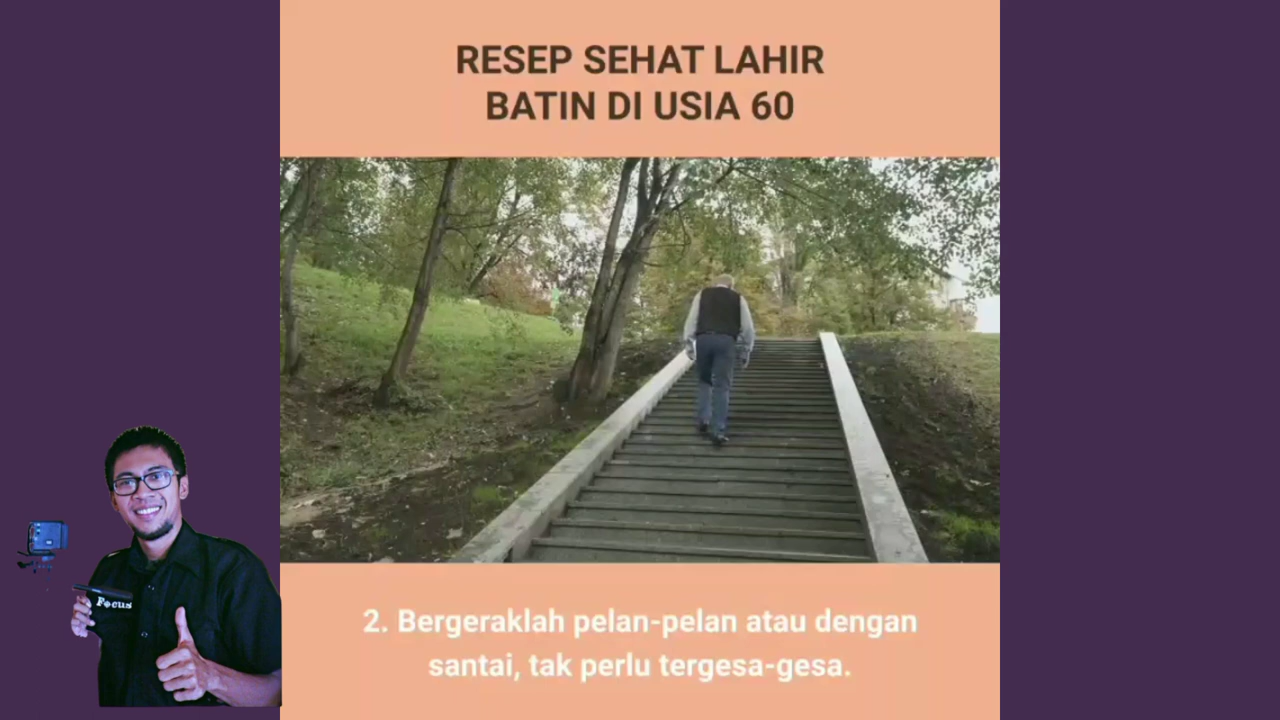 RESEP SEHAT LAHIR
BATIN DI USIA 60
Focus
2. Bergeraklah pelan-pelan atau dengan
santai, tak perlu tergesa-gesa.